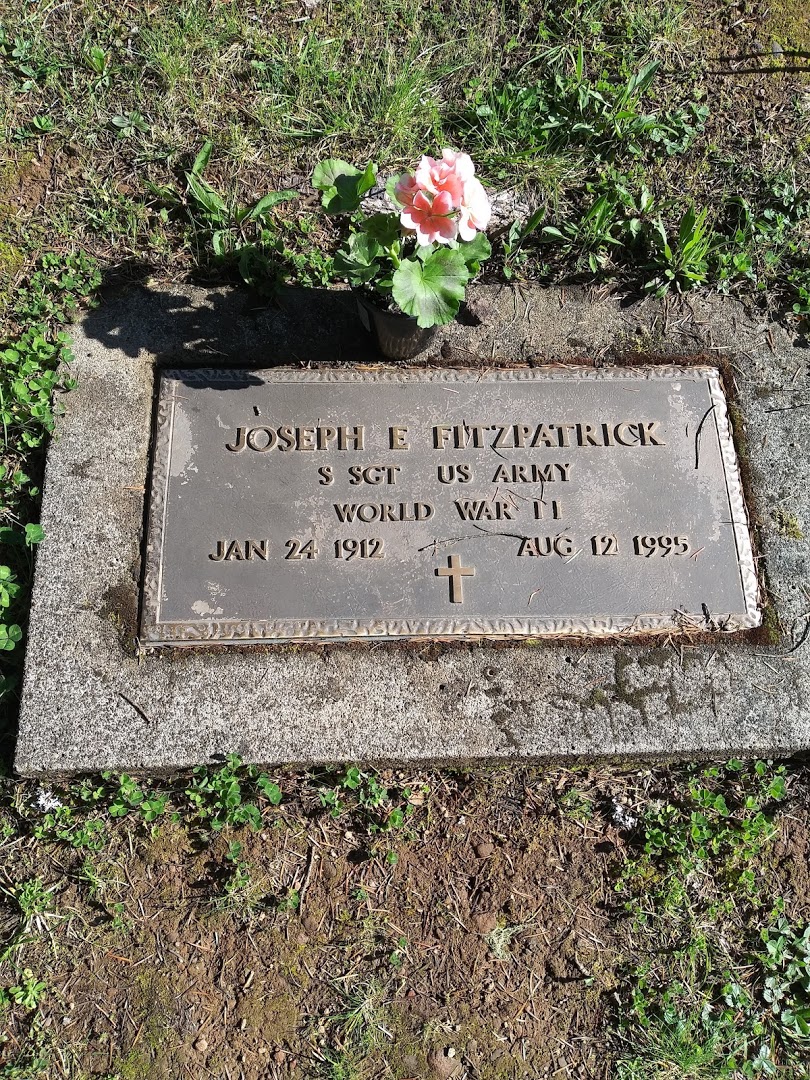 JOSEPH E FITZPATRICK
S SGT US ARMY
WORLD WAR II
JAN 24 1912 AUG 12 1995